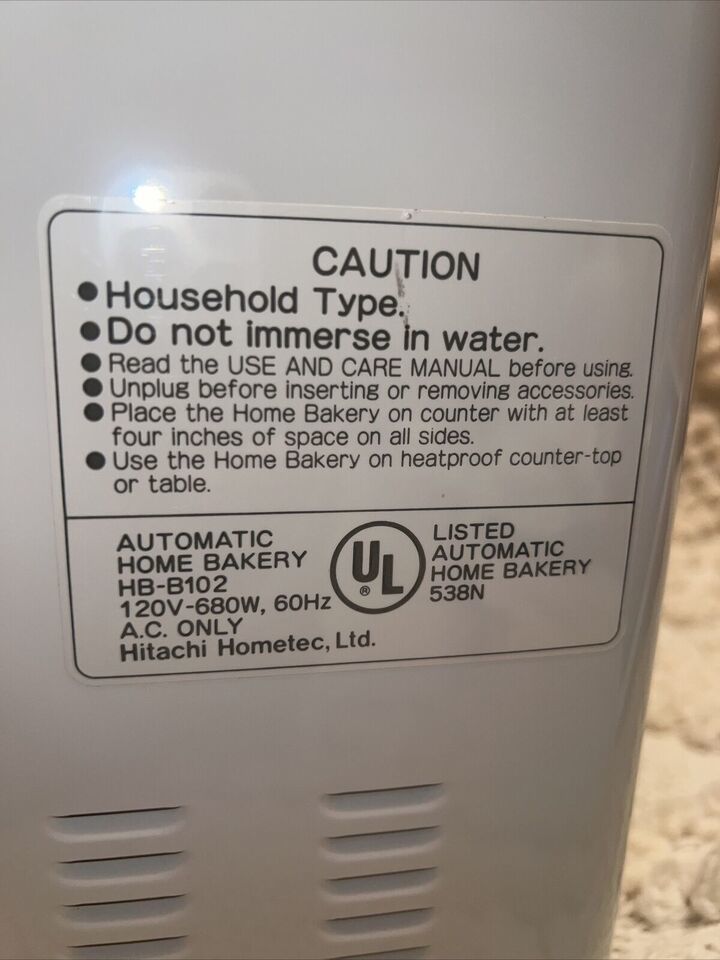 CAUTION
●Household Type.
●Do not immerse in water.
●Read the USE AND CARE MANUAL before using.
●Unplug before inserting or removing accessories.
●Place the Home Bakery on counter with at least
four inches of space on all sides.
●Use the Home Bakery on heatproof counter-top
or table.
AUTOMATIC
HOME BAKERY
HB-B102
120V-680W, 60Hz
A.C. ONLY
Hitachi Hometec, Ltd.
UL
®
LISTED
AUTOMATIC
HOME BAKERY
538N